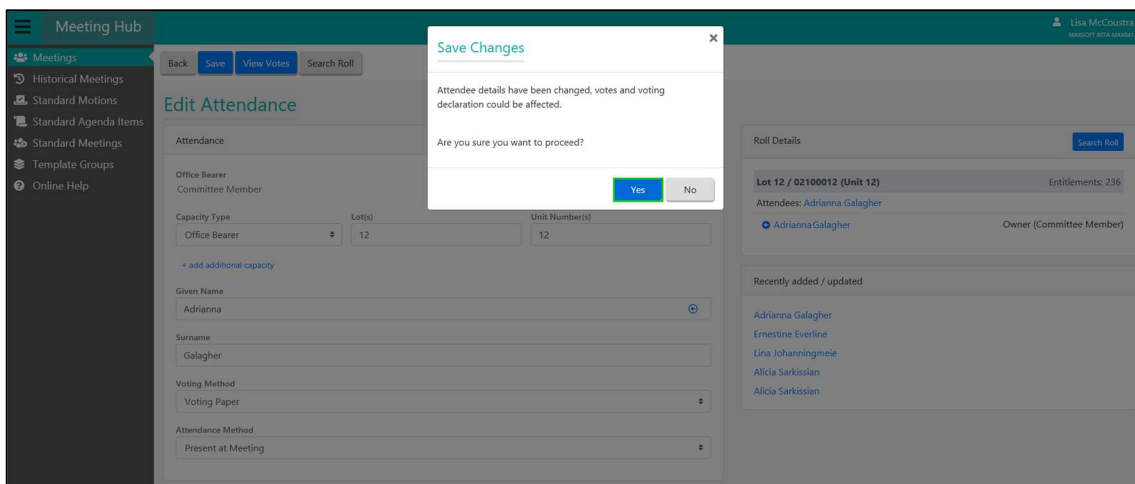 Meeting Hub
Lisa McCoustra
MAXSOFT BETA MAX041
Meetings
Historical Meetings
Standard Motions
Standard Agenda Items
Standard Meetings
Template Groups
Online Help
Back Save View Votes Search Roll
Edit Attendance
Attendance
Office Bearer
Committee Member
Capacity Type Lot(s) Unit Number(s)
Office Bearer 12 12
+ add additional capacity
Given Name
Adrianna
Surname
Galagher
Voting Method
Voting Paper
Attendance Method
Present at Meeting
Save Changes
×
Attendee details have been changed, votes and voting
declaration could be affected.
Are you sure you want to proceed?
Yes No
Roll Details Search Roll
Lot 12 / 02100012 (Unit 12) Entitlements: 236
Attendees: Adrianna Galagher
Adrianna Galagher Owner (Committee Member)
Recently added / updated
Adrianna Galagher
Ernestine Everline
Lina Johanningmeie
Alicia Sarkissian
Alicia Sarkissian